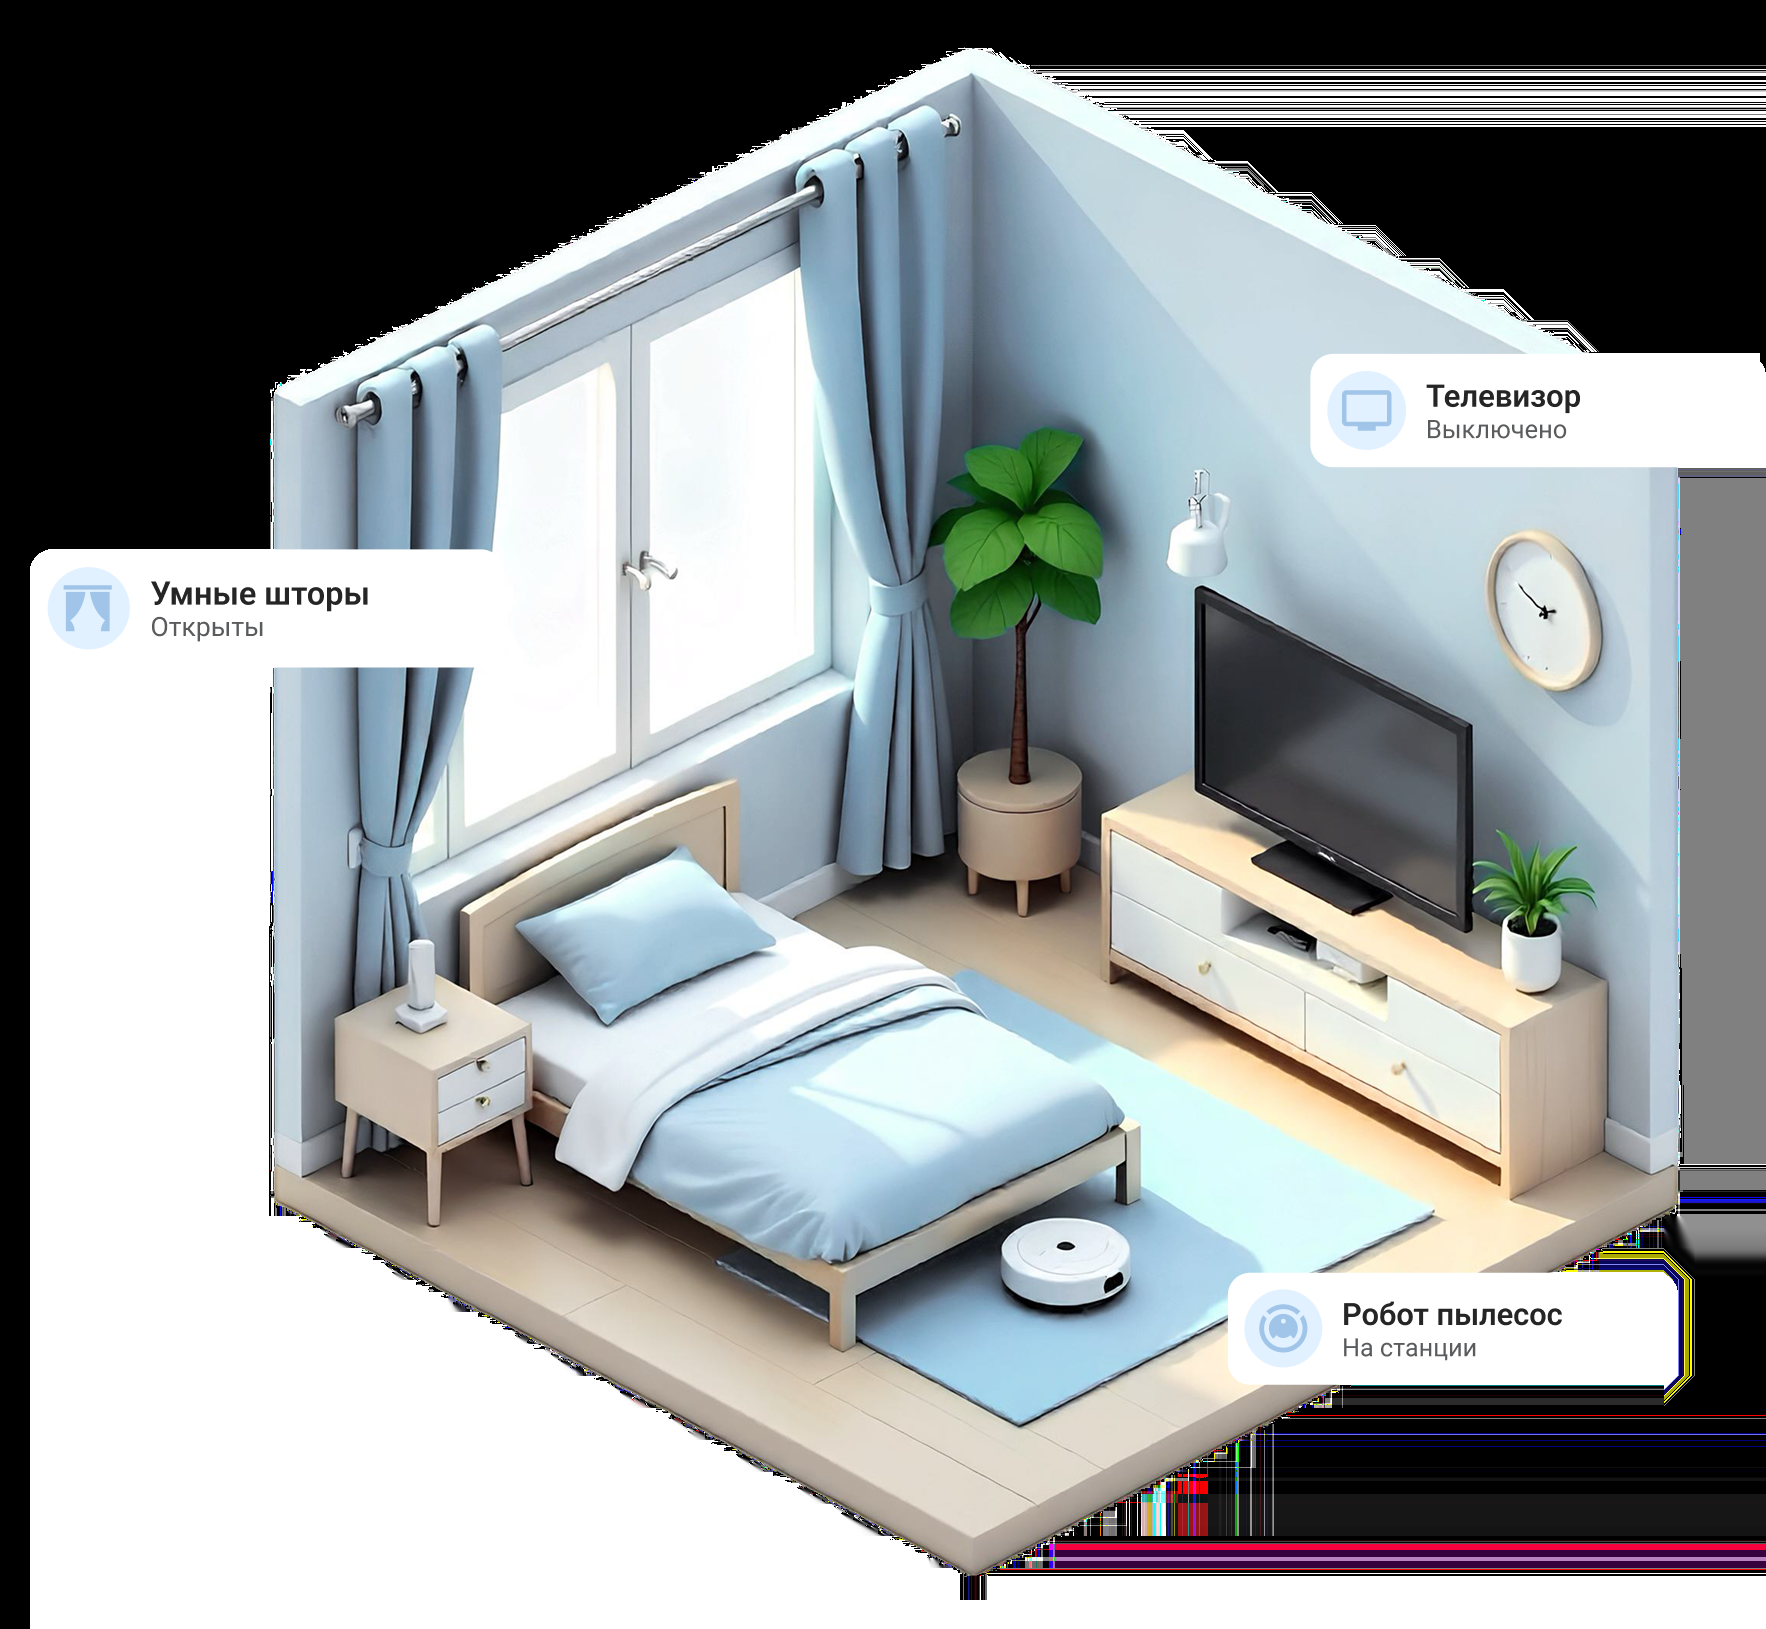 Телевизор
Выключено
Умные шторы
Открыты
Робот пылесос
На станции